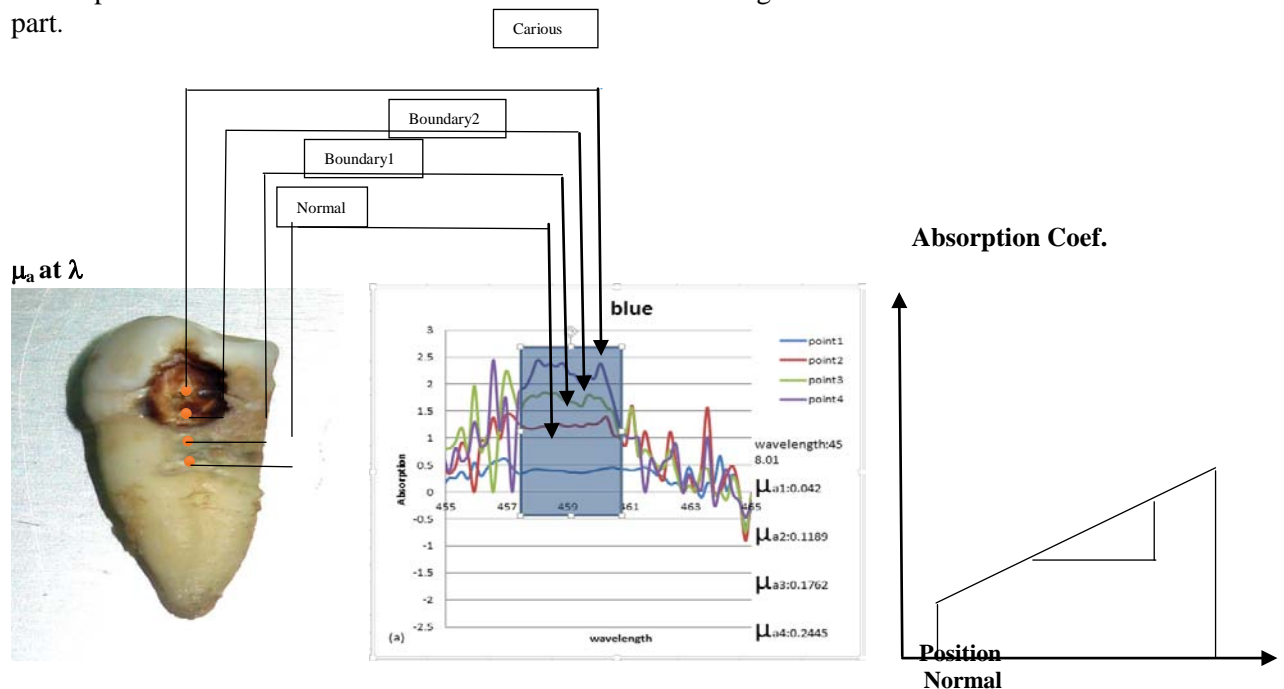 part.
Carious
Boundary2
Boundary1
Normal
μa at λ
Absorption Coef.
blue
3
2.5
2
1.5
1
0.5
0
-0.5
-1
-1.5
-2
-2.5
Absorption
455
457
459
461
463
465
wavelength
(a)
point1
point2
point3
point4
wavelength:45
8.01
μa1:0.042
μa2:0.1189
μa3:0.1762
μa4:0.2445
Position
Normal